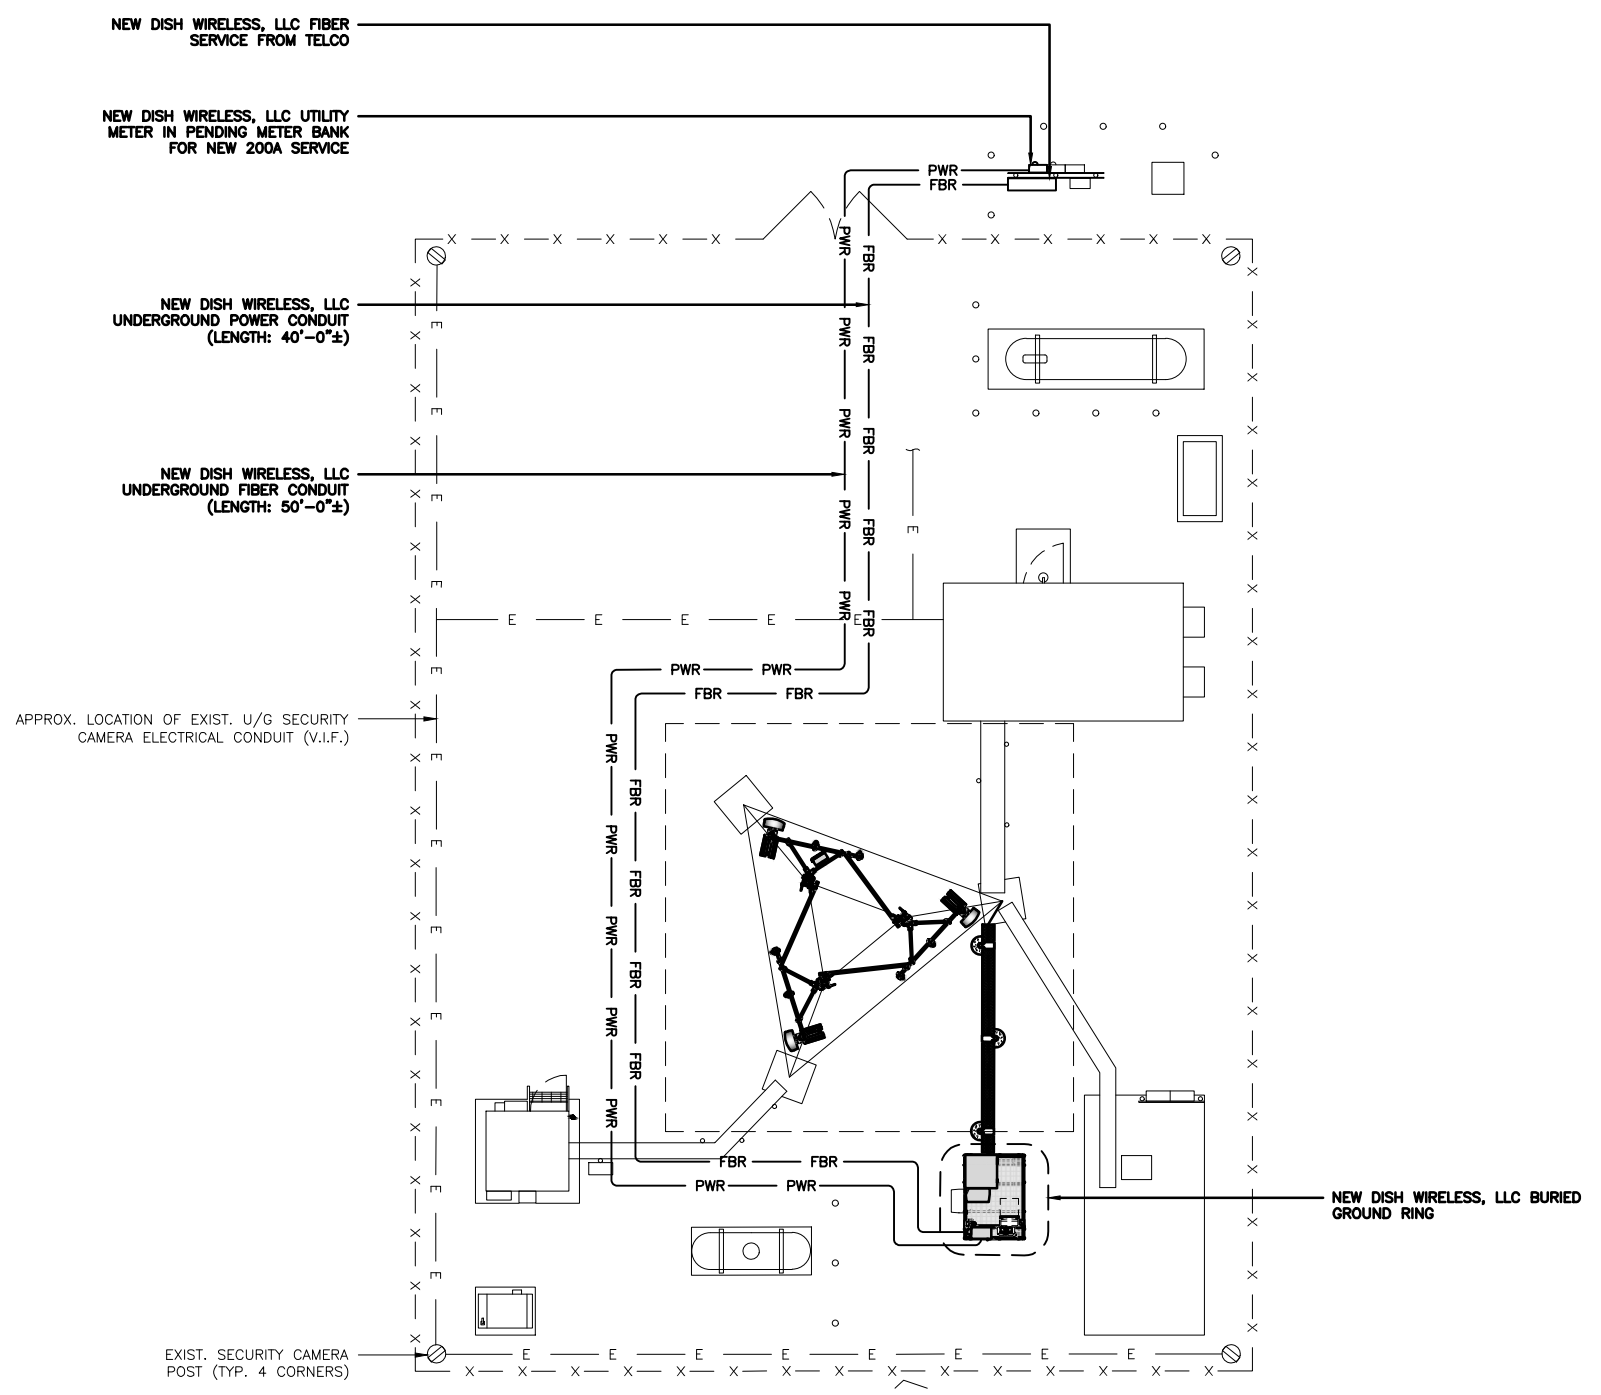 NEW DISH WIRELESS, LLC FIBER
SERVICE FROM TELCO
NEW DISH WIRELESS, LLC UTILITY
METER IN PENDING METER BANK
FOR NEW 200A SERVICE
PWR
FBR
X X X X X X X X X X X X
PWR
FBR
NEW DISH WIRELESS, LLC
UNDERGROUND POWER CONDUIT
(LENGTH: 40'-0"±)
PWR
FBR
PWR
FBR
NEW DISH WIRELESS, LLC
UNDERGROUND FIBER CONDUIT
(LENGTH: 50'-0"±)
PWR
FBR
E
PWR
FBR
E E E E E
PWR PWR
FBR FBR
APPROX. LOCATION OF EXIST. U/G SECURITY
CAMERA ELECTRICAL CONDUIT (V.I.F.)
PWR
FBR
PWR
FBR
PWR
FBR
PWR
FBR
PWR
FBR FBR
PWR PWR
NEW DISH WIRELESS, LLC BURIED
GROUND RING
EXIST. SECURITY CAMERA
POST (TYP. 4 CORNERS)
E E E E E E E E
X X X X X X X X X X X X X X X